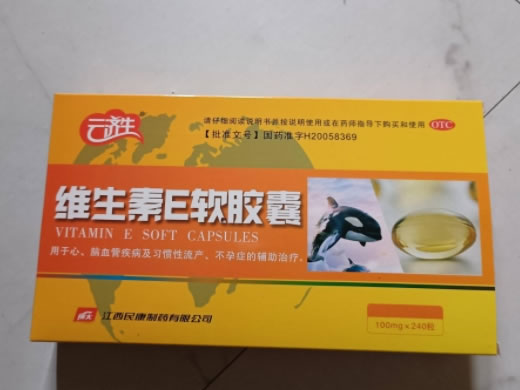 云济生
请仔细阅读说明书并按说明使用或在药师指导下购买和使用 OTC
【批准文号】国药准字H20058369
维生素E软胶囊
VITAMIN E SOFT CAPSULES
用于心、脑血管疾病及习惯性流产、不孕症的辅助治疗。
江西民康制药有限公司
100mg×240粒